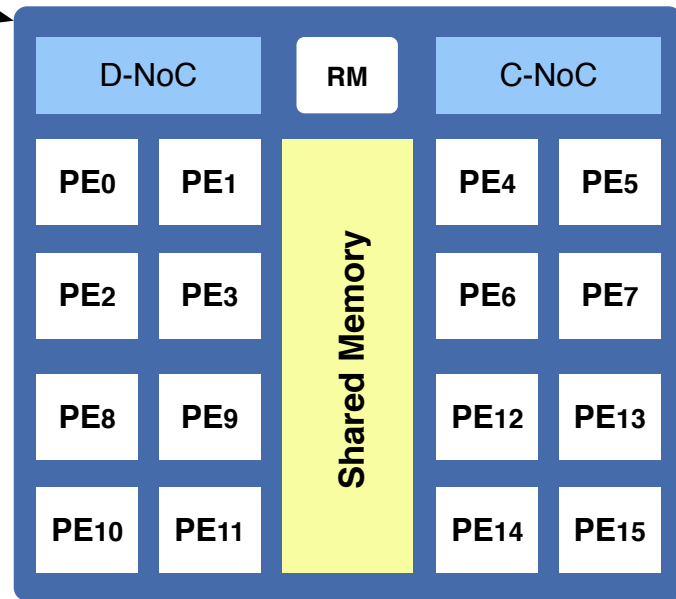 D-NoC RM C-NoC
PE0 PE1 PE4 PE5
PE2 PE3 PE6 PE7
Shared Memory
PE8 PE9 PE12 PE13
PE10 PE11 PE14 PE15